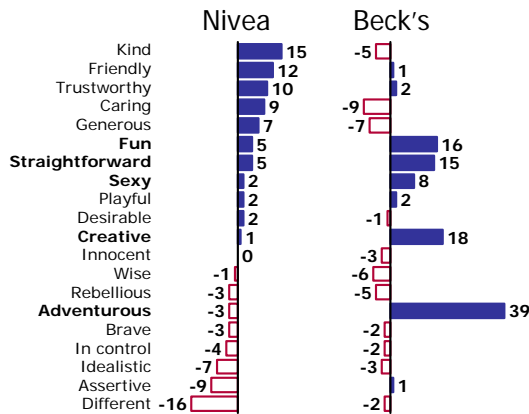 Nivea Beck's
Kind 15 -5
Friendly 12 1
Trustworthy 10 2
Caring 9 -9
Generous 7 -7
Fun 5 16
Straightforward 5 15
Sexy 2 8
Playful 2 2
Desirable 2 -1
Creative 1 18
Innocent 0 -3
Wise -1 -6
Rebellious -3 -5
Adventurous -3 39
Brave -3 -2
In control -4 -2
Idealistic -7 -3
Assertive -9 1
Different -16 -2